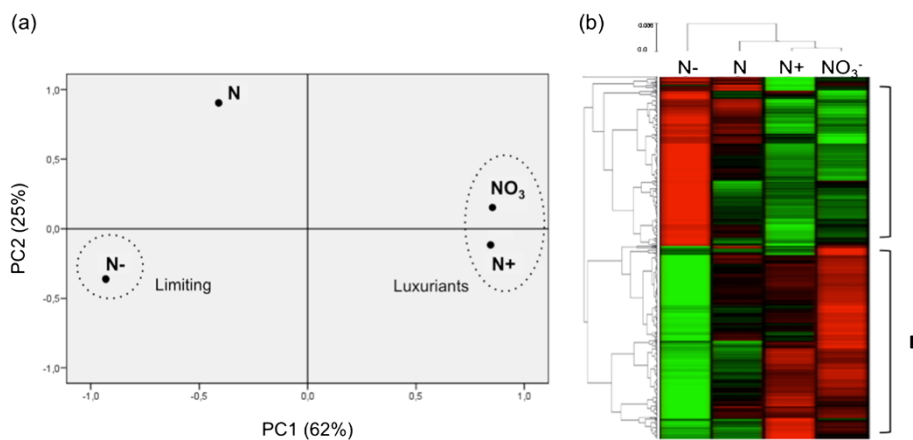 (a)
1,0
0,5
0,0
-0,5
-1,0
PC2 (25%)
N
NO3
N+
N-
Limiting
Luxuriants
-1,0 -0,5 0,0 0,5 1,0
PC1 (62%)
(b)
0.0
N- N N+ NO3-